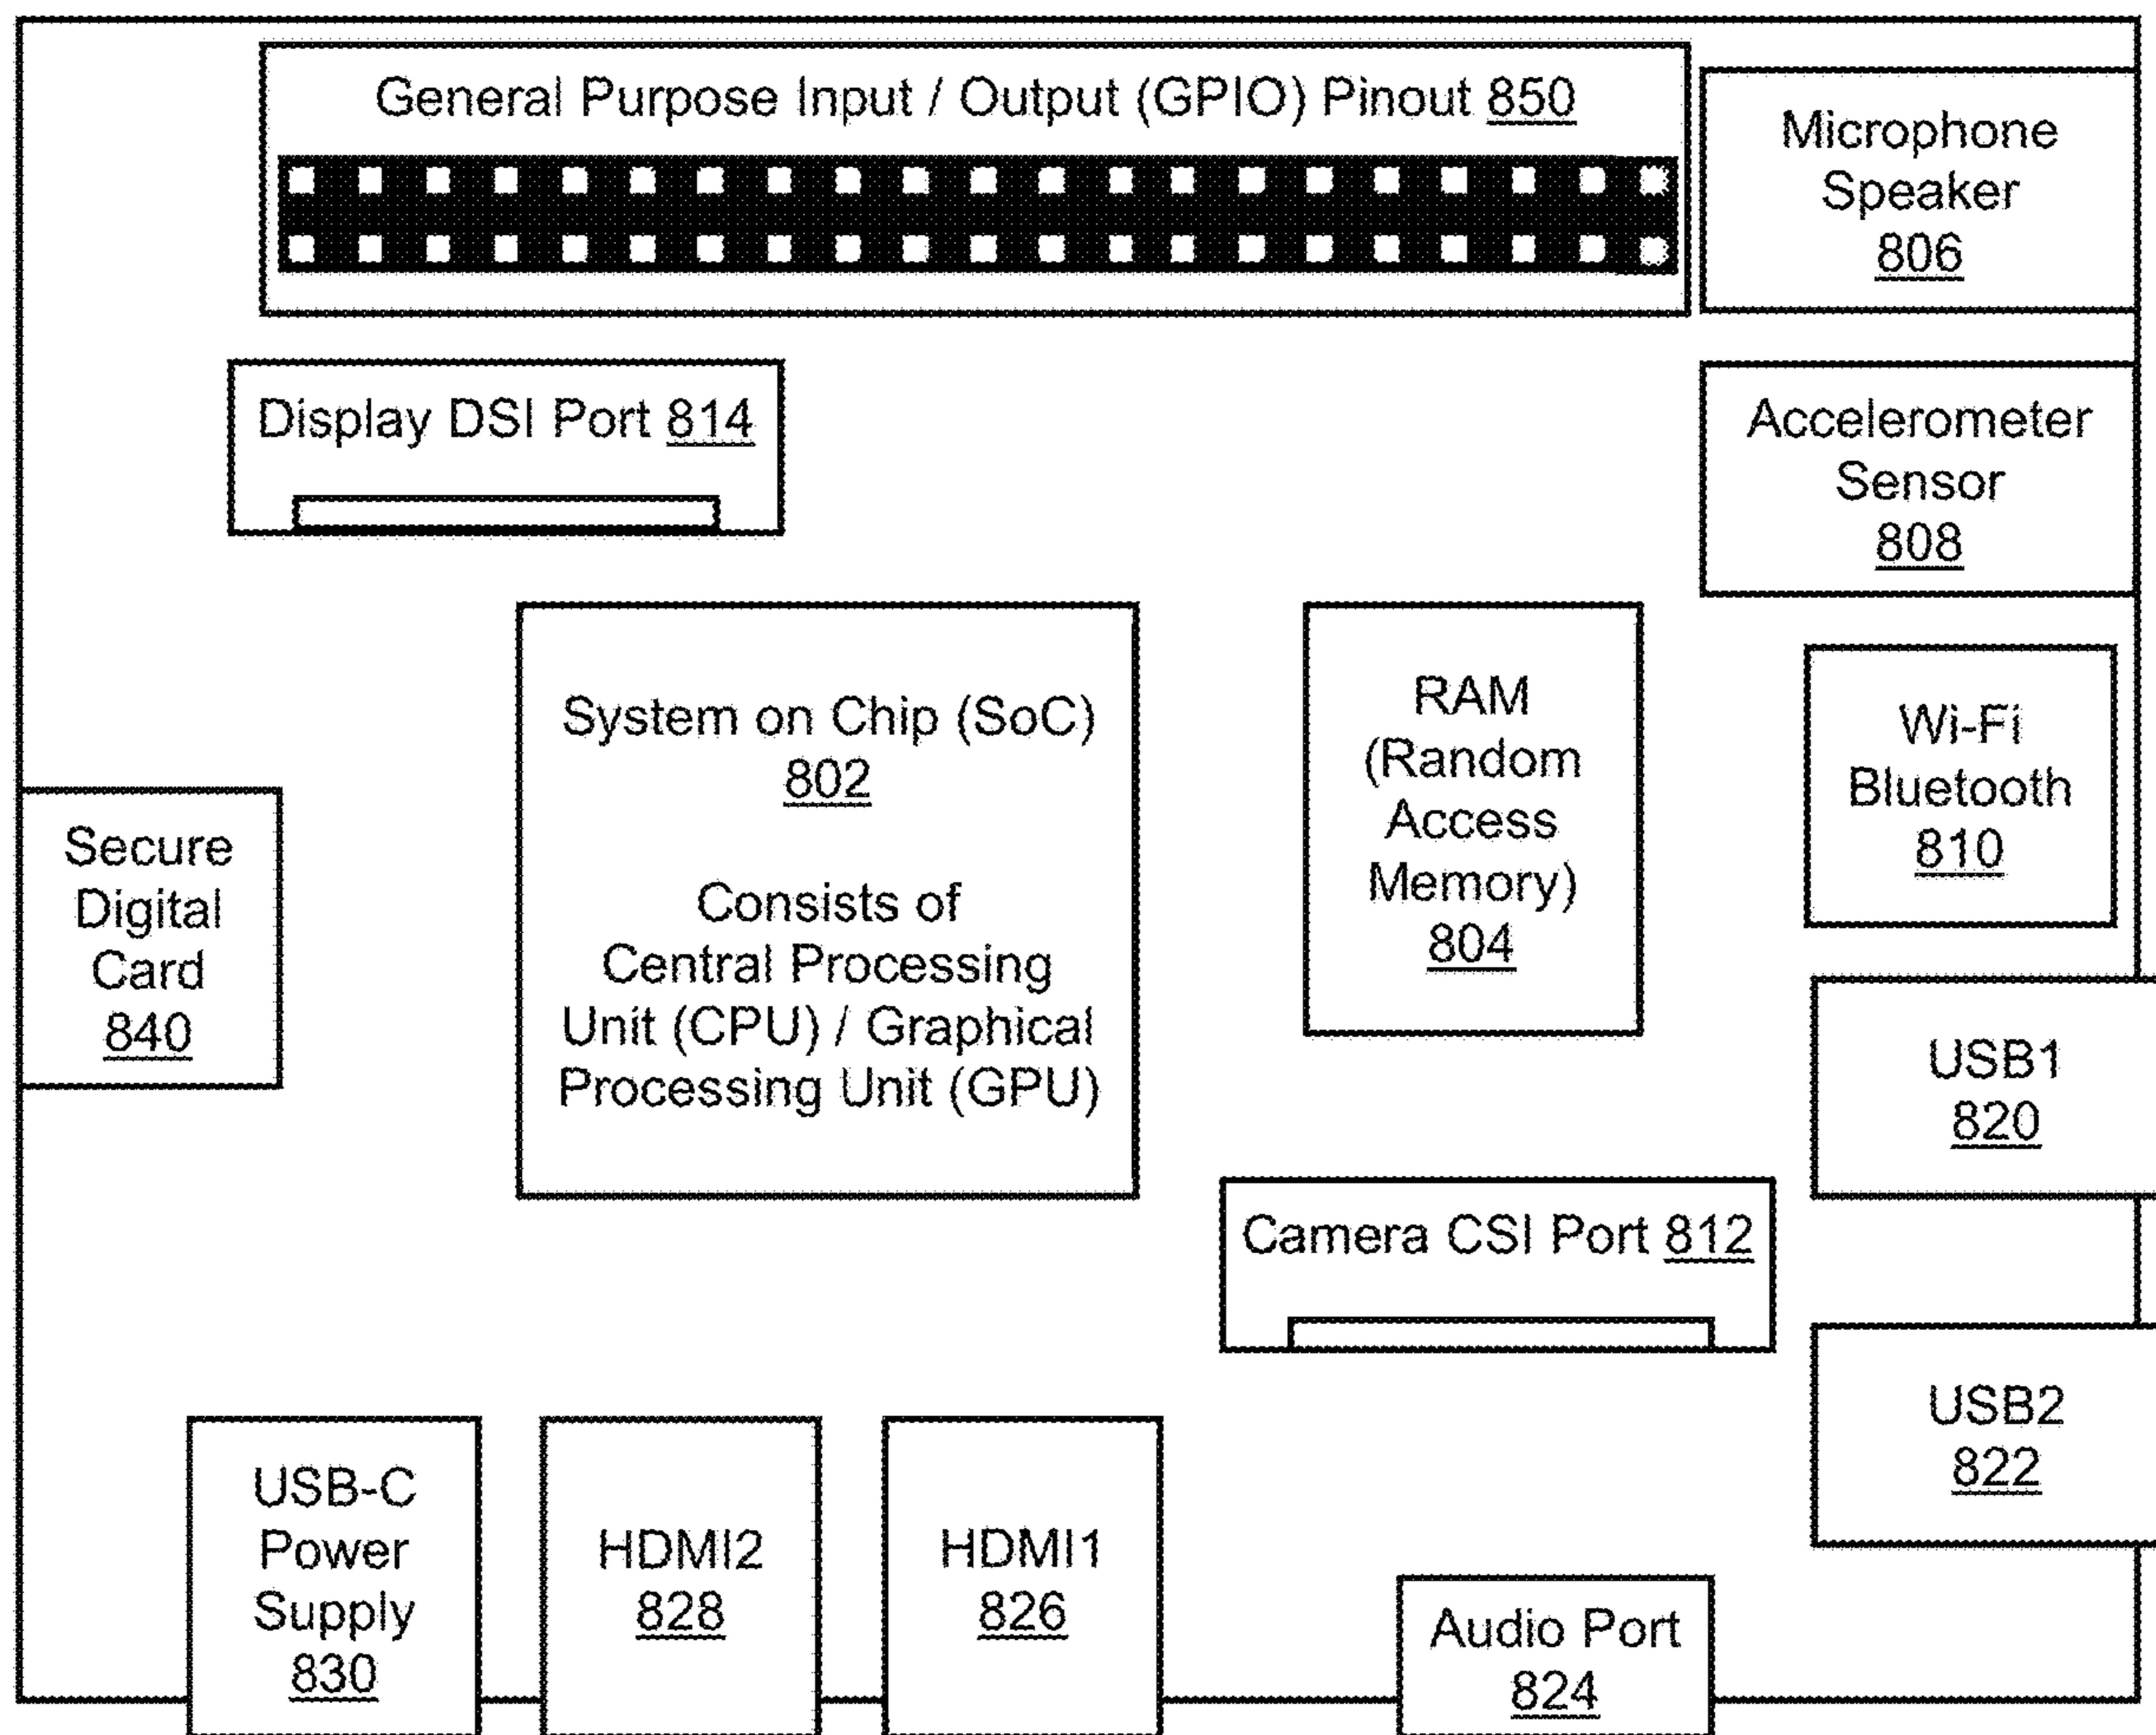 General Purpose Input / Output (GPIO) Pinout 850
Microphone
Speaker
806
Display DSI Port 814
Accelerometer
Sensor
808
System on Chip (SoC)
802
Consists of
Central Processing
Unit (CPU) / Graphical
Processing Unit (GPU)
RAM
(Random
Access
Memory)
804
Wi-Fi
Bluetooth
810
Secure
Digital
Card
840
USB1
820
Camera CSI Port 812
USB2
822
USB-C
Power
Supply
830
HDMI2
828
HDMI1
826
Audio Port
824